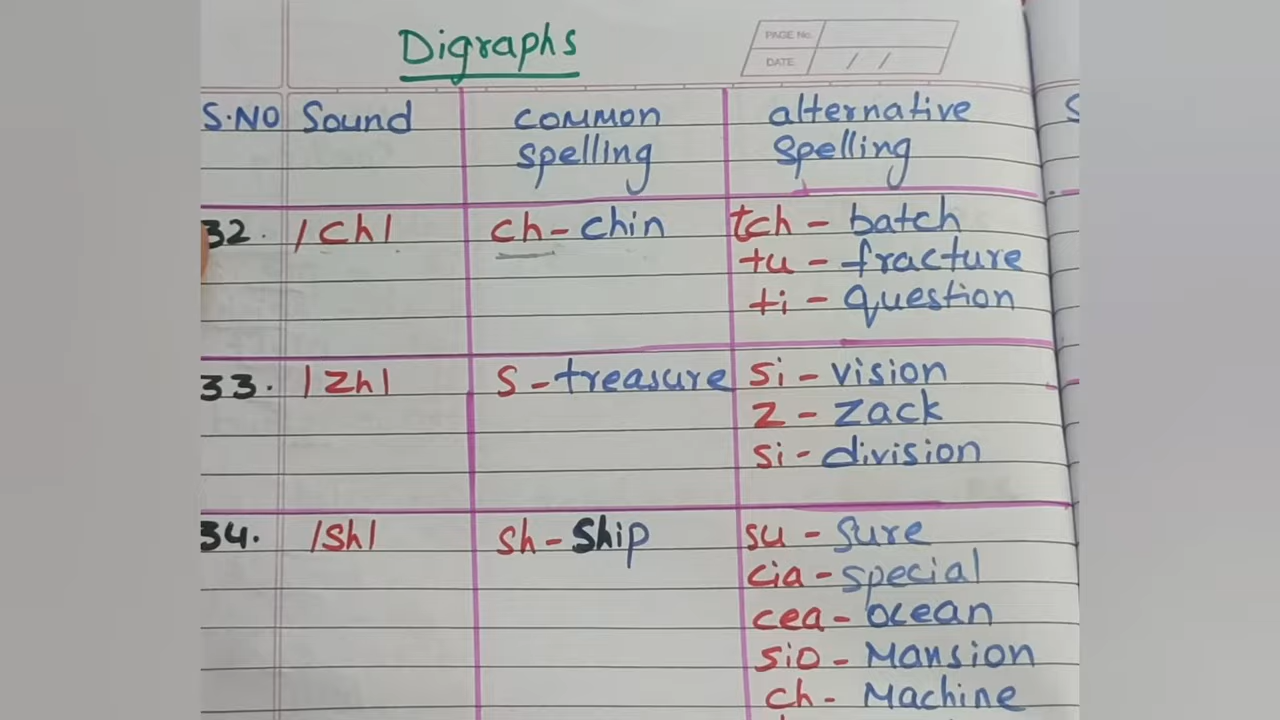 Digraphs
PAGE No.
DATE / /
S.NO Sound common spelling alternative spelling
32. /Ch/ ch - chin tch - batch
tu - fracture
ti - question
33. /Zh/ S - treasure si - vision
Z - zack
si - division
34. /Sh/ sh - Ship su - sure
cia - special
cea - ocean
sio - Mansion
ch - Machine